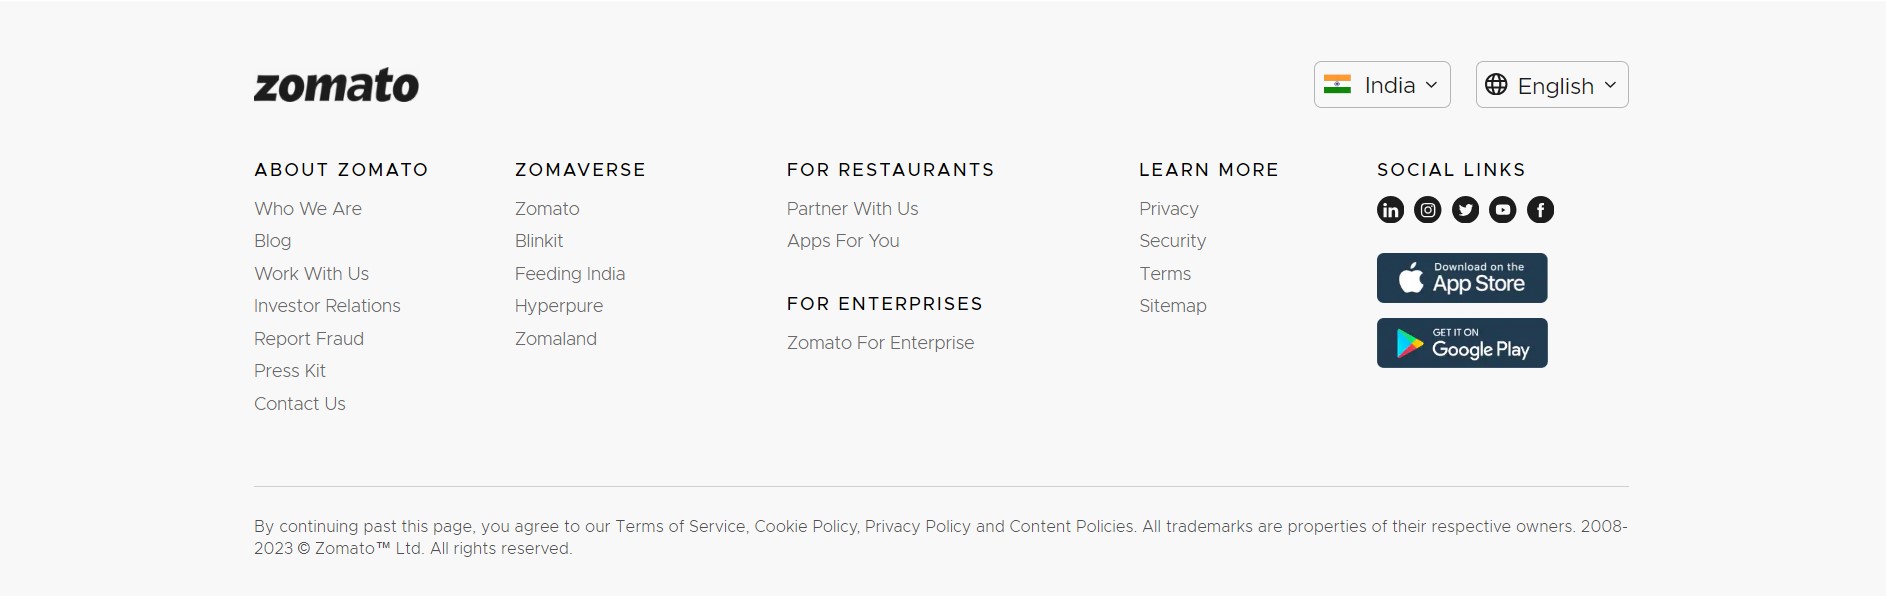 zomato
India
English
ABOUT ZOMATO
Who We Are
Blog
Work With Us
Investor Relations
Report Fraud
Press Kit
Contact Us
ZOMAVERSE
Zomato
Blinkit
Feeding India
Hyperpure
Zomaland
FOR RESTAURANTS
Partner With Us
Apps For You
FOR ENTERPRISES
Zomato For Enterprise
LEARN MORE
Privacy
Security
Terms
Sitemap
SOCIAL LINKS
Download on the
App Store
GET IT ON
Google Play
By continuing past this page, you agree to our Terms of Service, Cookie Policy, Privacy Policy and Content Policies. All trademarks are properties of their respective owners. 2008-
2023 © Zomato™ Ltd. All rights reserved.